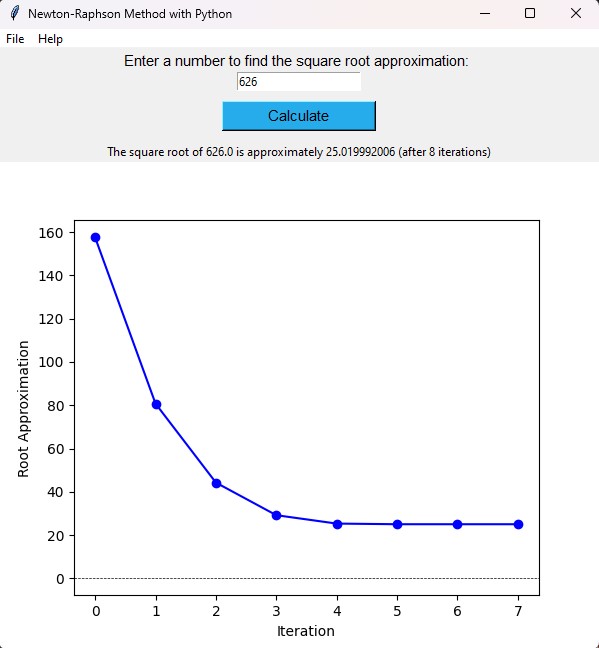 Newton-Raphson Method with Python
File Help
Enter a number to find the square root approximation:
626
Calculate
The square root of 626.0 is approximately 25.019992006 (after 8 iterations)
160
140
120
100
80
60
40
20
0
Root Approximation
0 1 2 3 4 5 6 7
Iteration